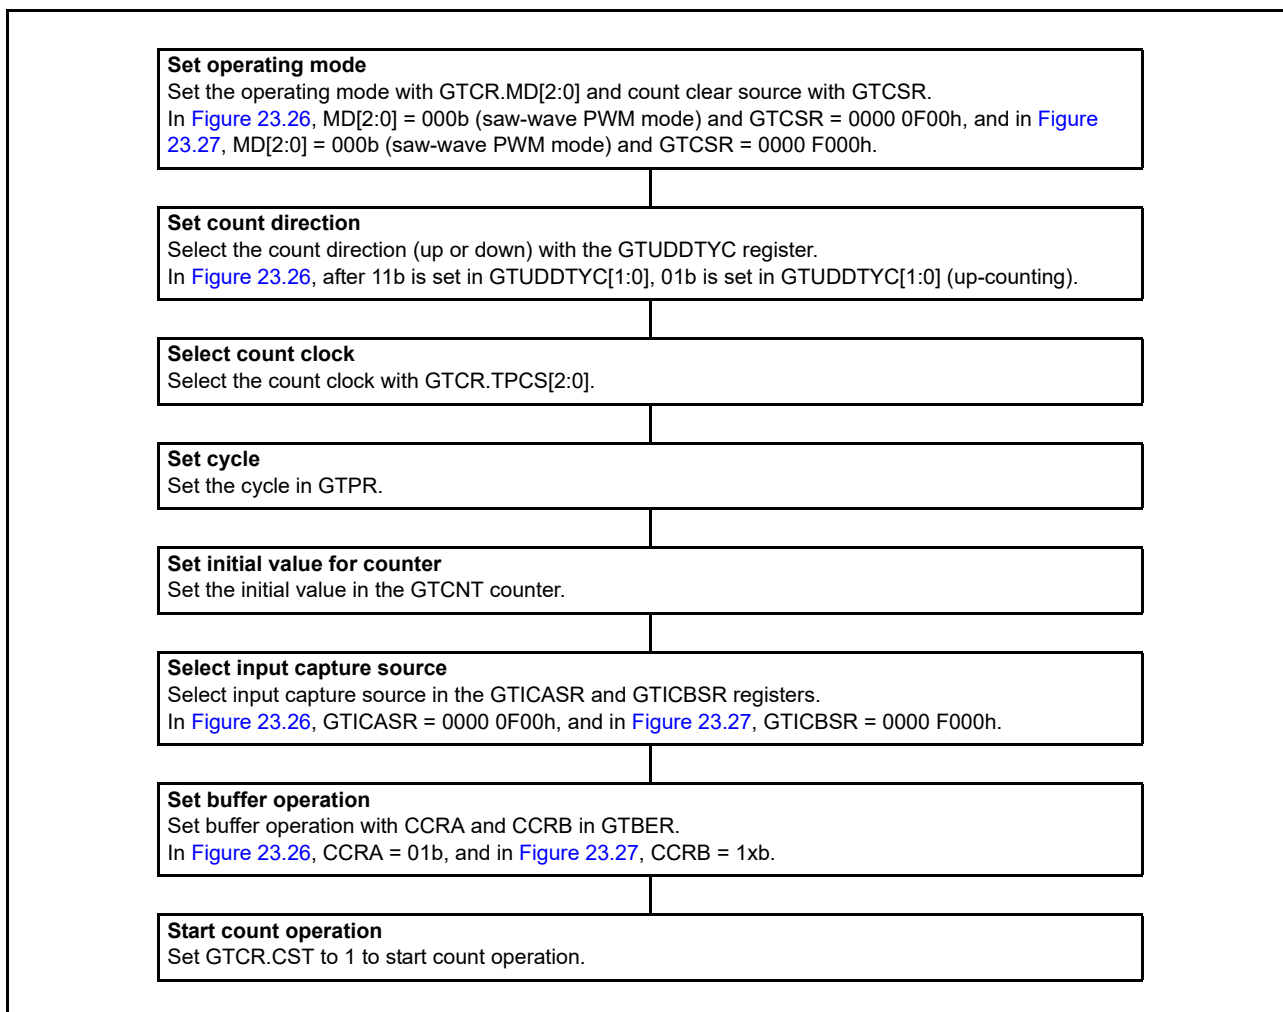 Set operating mode
Set the operating mode with GTCR.MD[2:0] and count clear source with GTCSR.
In Figure 23.26, MD[2:0] = 000b (saw-wave PWM mode) and GTCSR = 0000 0F00h, and in Figure
23.27, MD[2:0] = 000b (saw-wave PWM mode) and GTCSR = 0000 F000h.
Set count direction
Select the count direction (up or down) with the GTUDDTYC register.
In Figure 23.26, after 11b is set in GTUDDTYC[1:0], 01b is set in GTUDDTYC[1:0] (up-counting).
Select count clock
Select the count clock with GTCR.TPCS[2:0].
Set cycle
Set the cycle in GTPR.
Set initial value for counter
Set the initial value in the GTCNT counter.
Select input capture source
Select input capture source in the GTICASR and GTICBSR registers.
In Figure 23.26, GTICASR = 0000 0F00h, and in Figure 23.27, GTICBSR = 0000 F000h.
Set buffer operation
Set buffer operation with CCRA and CCRB in GTBER.
In Figure 23.26, CCRA = 01b, and in Figure 23.27, CCRB = 1xb.
Start count operation
Set GTCR.CST to 1 to start count operation.